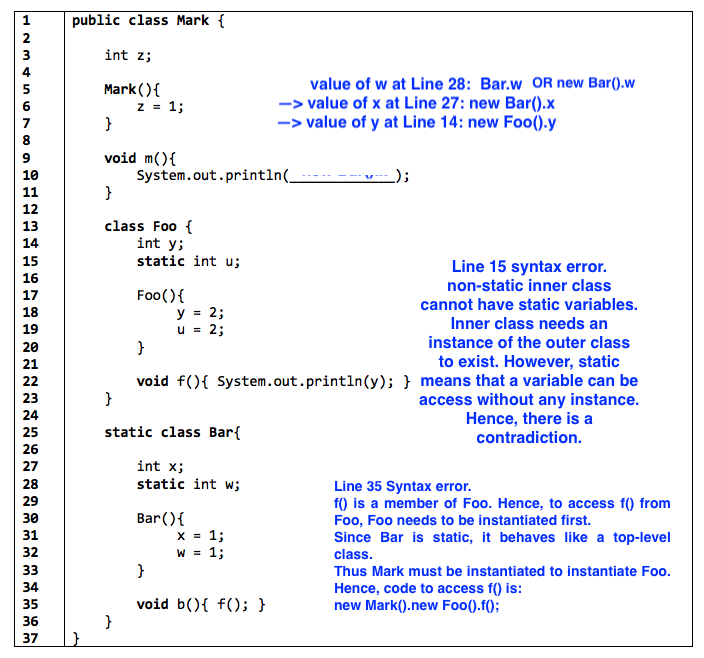 1 public class Mark {
2
3 int z;
4
5 Mark(){
6 z = 1;
7 }
8
9 void m(){
10 System.out.println(_____________);
11 }
12
13 class Foo {
14 int y;
15 static int u;
16
17 Foo(){
18 y = 2;
19 u = 2;
20 }
21
22 void f(){ System.out.println(y); }
23 }
24
25 static class Bar{
26
27 int x;
28 static int w;
29
30 Bar(){
31 x = 1;
32 w = 1;
33 }
34
35 void b(){ f(); }
36 }
37 }
value of w at Line 28: Bar.w OR new Bar().w
—> value of x at Line 27: new Bar().x
—> value of y at Line 14: new Foo().y
Line 15 syntax error.
non-static inner class
cannot have static variables.
Inner class needs an
instance of the outer class
to exist. However, static
means that a variable can be
access without any instance.
Hence, there is a
contradiction.
Line 35 Syntax error.
f() is a member of Foo. Hence, to access f() from
Foo, Foo needs to be instantiated first.
Since Bar is static, it behaves like a top-level
class.
Thus Mark must be instantiated to instantiate Foo.
Hence, code to access f() is:
new Mark().new Foo().f();